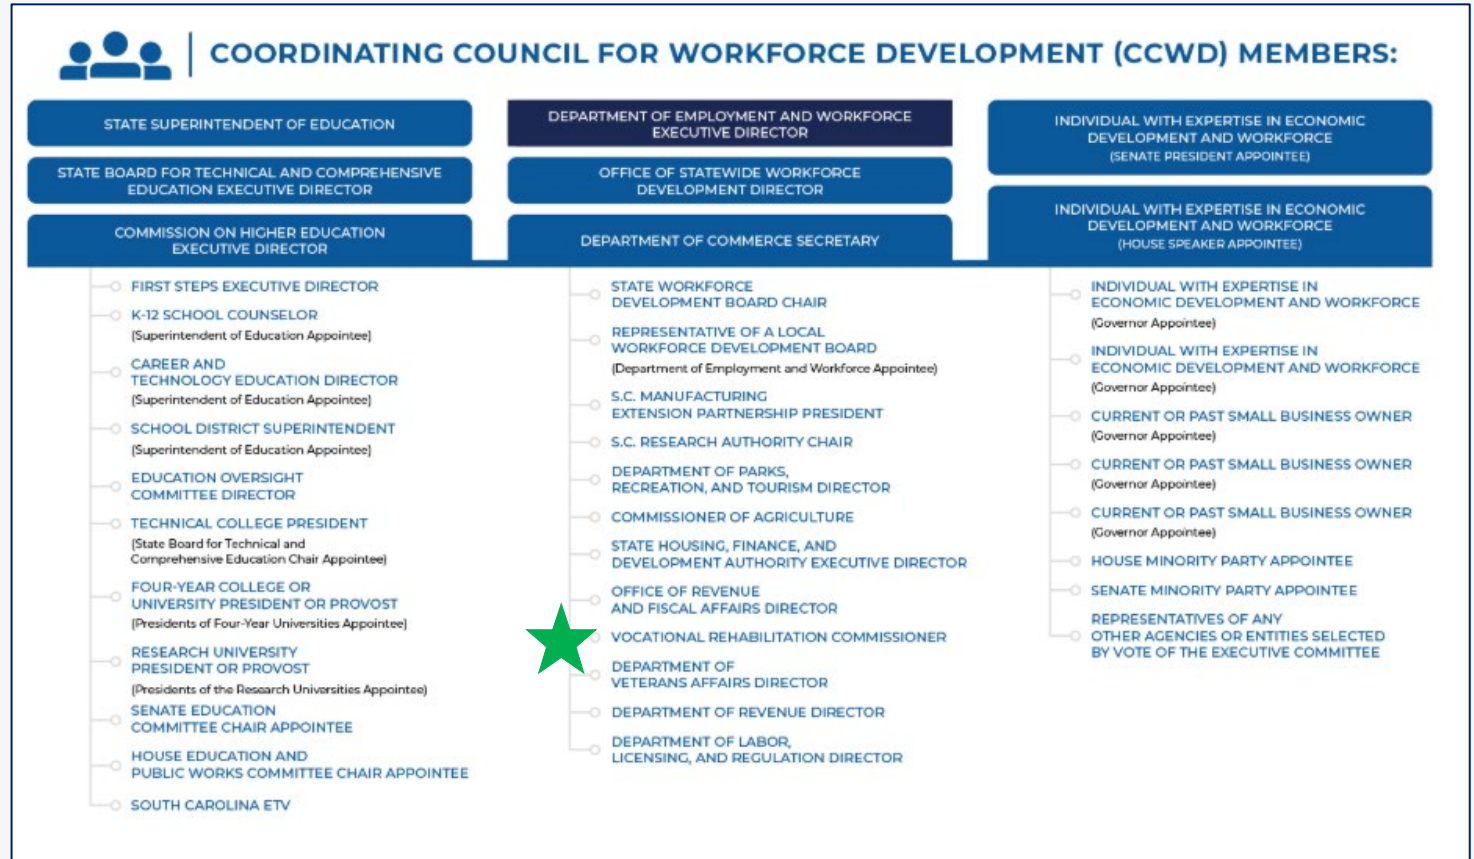 COORDINATING COUNCIL FOR WORKFORCE DEVELOPMENT (CCWD) MEMBERS:
STATE SUPERINTENDENT OF EDUCATION
STATE BOARD FOR TECHNICAL AND COMPREHENSIVE
EDUCATION EXECUTIVE DIRECTOR
COMMISSION ON HIGHER EDUCATION
EXECUTIVE DIRECTOR
FIRST STEPS EXECUTIVE DIRECTOR
K-12 SCHOOL COUNSELOR
(Superintendent of Education Appointee)
CAREER AND
TECHNOLOGY EDUCATION DIRECTOR
(Superintendent of Education Appointee)
SCHOOL DISTRICT SUPERINTENDENT
(Superintendent of Education Appointee)
EDUCATION OVERSIGHT
COMMITTEE DIRECTOR
TECHNICAL COLLEGE PRESIDENT
(State Board for Technical and
Comprehensive Education Chair Appointee)
FOUR-YEAR COLLEGE OR
UNIVERSITY PRESIDENT OR PROVOST
(Presidents of Four-Year Universities Appointee)
RESEARCH UNIVERSITY
PRESIDENT OR PROVOST
(Presidents of the Research Universities Appointee)
SENATE EDUCATION
COMMITTEE CHAIR APPOINTEE
HOUSE EDUCATION AND
PUBLIC WORKS COMMITTEE CHAIR APPOINTEE
SOUTH CAROLINA ETV
DEPARTMENT OF EMPLOYMENT AND WORKFORCE
EXECUTIVE DIRECTOR
OFFICE OF STATEWIDE WORKFORCE
DEVELOPMENT DIRECTOR
DEPARTMENT OF COMMERCE SECRETARY
STATE WORKFORCE
DEVELOPMENT BOARD CHAIR
REPRESENTATIVE OF A LOCAL
WORKFORCE DEVELOPMENT BOARD
(Department of Employment and Workforce Appointee)
S.C. MANUFACTURING
EXTENSION PARTNERSHIP PRESIDENT
S.C. RESEARCH AUTHORITY CHAIR
DEPARTMENT OF PARKS,
RECREATION, AND TOURISM DIRECTOR
COMMISSIONER OF AGRICULTURE
STATE HOUSING, FINANCE, AND
DEVELOPMENT AUTHORITY EXECUTIVE DIRECTOR
OFFICE OF REVENUE
AND FISCAL AFFAIRS DIRECTOR
VOCATIONAL REHABILITATION COMMISSIONER
DEPARTMENT OF
VETERANS AFFAIRS DIRECTOR
DEPARTMENT OF REVENUE DIRECTOR
DEPARTMENT OF LABOR,
LICENSING, AND REGULATION DIRECTOR
INDIVIDUAL WITH EXPERTISE IN ECONOMIC
DEVELOPMENT AND WORKFORCE
(SENATE PRESIDENT APPOINTEE)
INDIVIDUAL WITH EXPERTISE IN ECONOMIC
DEVELOPMENT AND WORKFORCE
(HOUSE SPEAKER APPOINTEE)
INDIVIDUAL WITH EXPERTISE IN
ECONOMIC DEVELOPMENT AND WORKFORCE
(Governor Appointee)
INDIVIDUAL WITH EXPERTISE IN
ECONOMIC DEVELOPMENT AND WORKFORCE
(Governor Appointee)
CURRENT OR PAST SMALL BUSINESS OWNER
(Governor Appointee)
CURRENT OR PAST SMALL BUSINESS OWNER
(Governor Appointee)
CURRENT OR PAST SMALL BUSINESS OWNER
(Governor Appointee)
HOUSE MINORITY PARTY APPOINTEE
SENATE MINORITY PARTY APPOINTEE
REPRESENTATIVES OF ANY
OTHER AGENCIES OR ENTITIES SELECTED
BY VOTE OF THE EXECUTIVE COMMITTEE